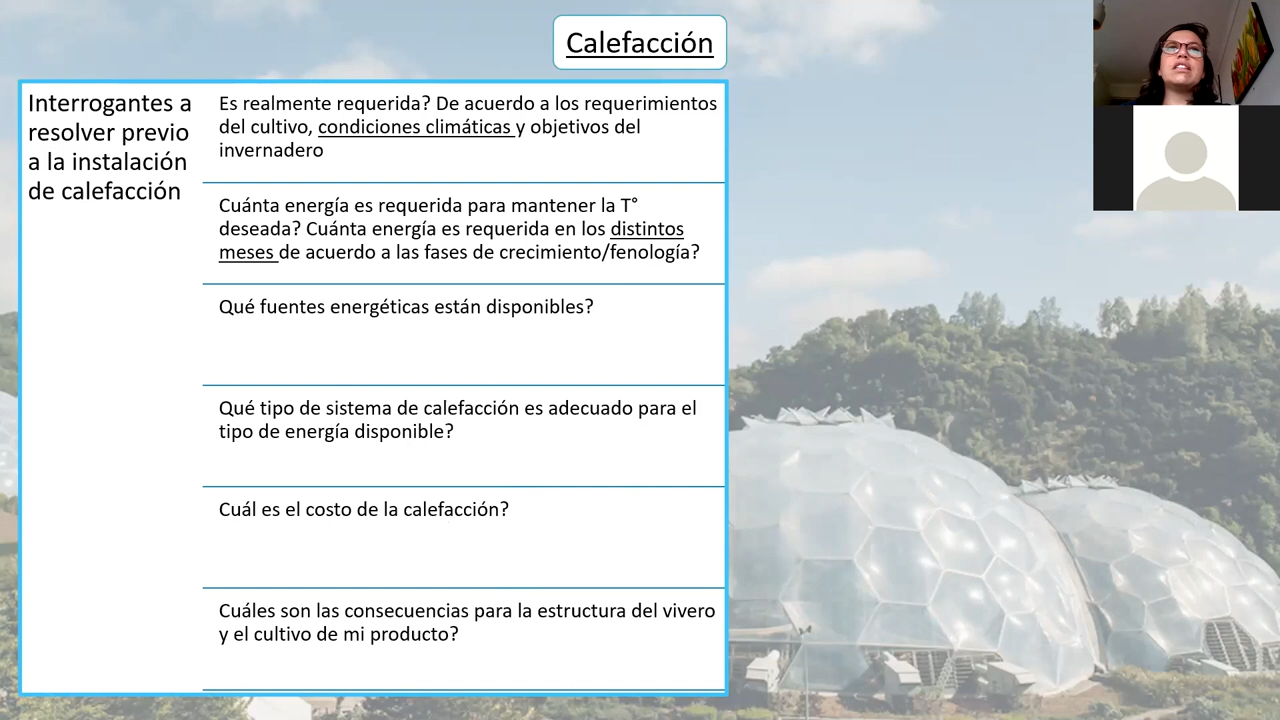 Calefacción
Interrogantes a
resolver previo
a la instalación
de calefacción
Es realmente requerida? De acuerdo a los requerimientos
del cultivo, condiciones climáticas y objetivos del
invernadero
Cuánta energía es requerida para mantener la T°
deseada? Cuánta energía es requerida en los distintos
meses de acuerdo a las fases de crecimiento/fenología?
Qué fuentes energéticas están disponibles?
Qué tipo de sistema de calefacción es adecuado para el
tipo de energía disponible?
Cuál es el costo de la calefacción?
Cuáles son las consecuencias para la estructura del vivero
y el cultivo de mi producto?